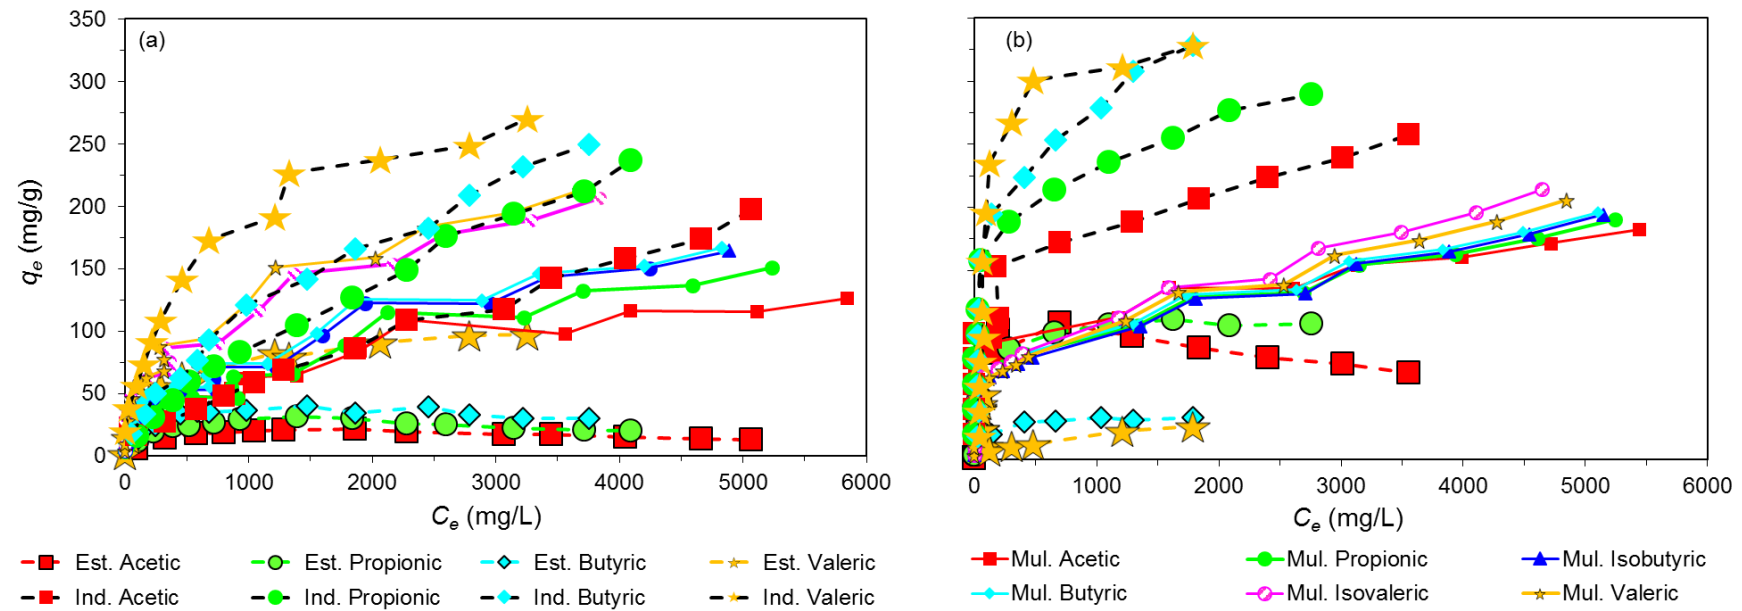 (a)
(b)
350
300
250
200
150
100
50
0
qe (mg/g)
0 1000 2000 3000 4000 5000 6000
0 1000 2000 3000 4000 5000 6000
Ce (mg/L)
Ce (mg/L)
Est. Acetic Est. Propionic Est. Butyric Est. Valeric
Ind. Acetic Ind. Propionic Ind. Butyric Ind. Valeric
Mul. Acetic Mul. Propionic Mul. Isobutyric
Mul. Butyric Mul. Isovaleric Mul. Valeric